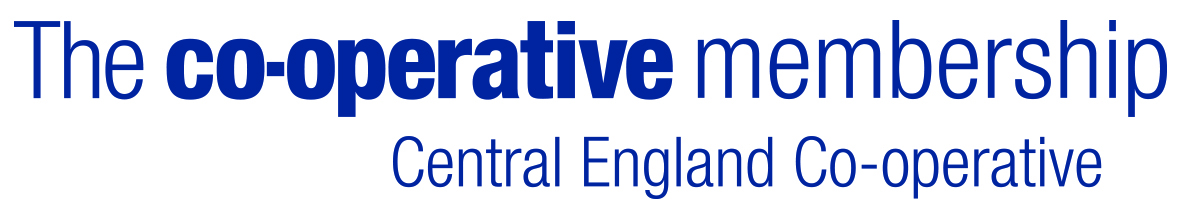 The co-operative membership
Central England Co-operative